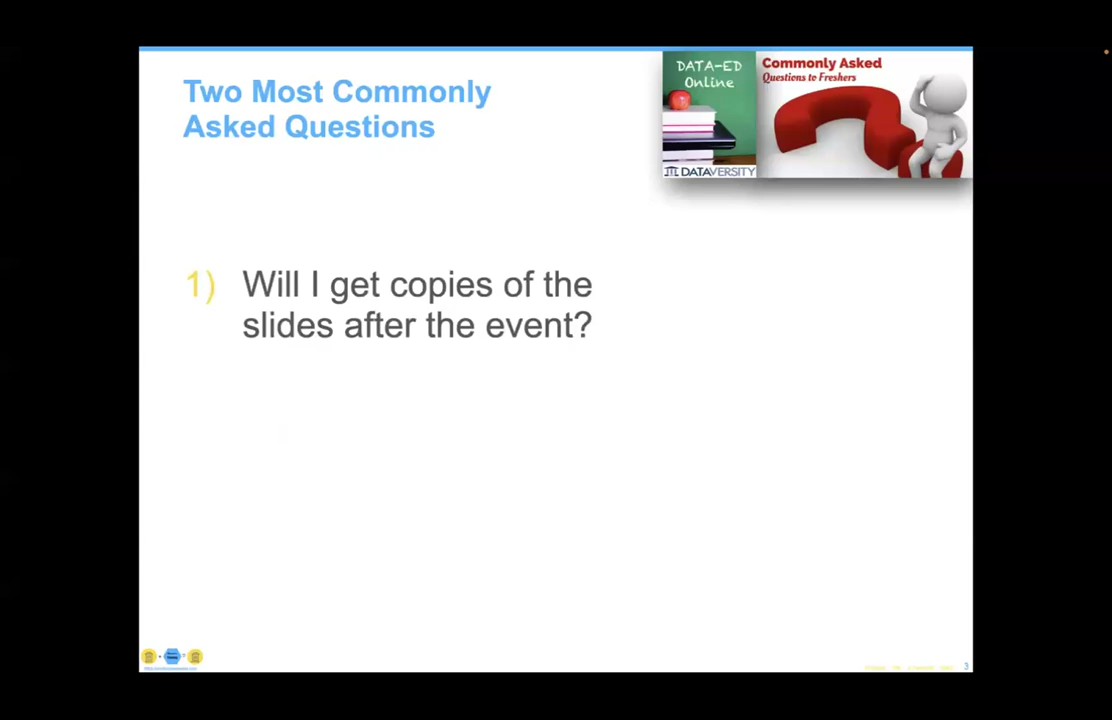 Two Most Commonly
Asked Questions
DATA-ED
Online
DATAVERSITY
Commonly Asked
Questions to Freshers
1) Will I get copies of the
slides after the event?
3